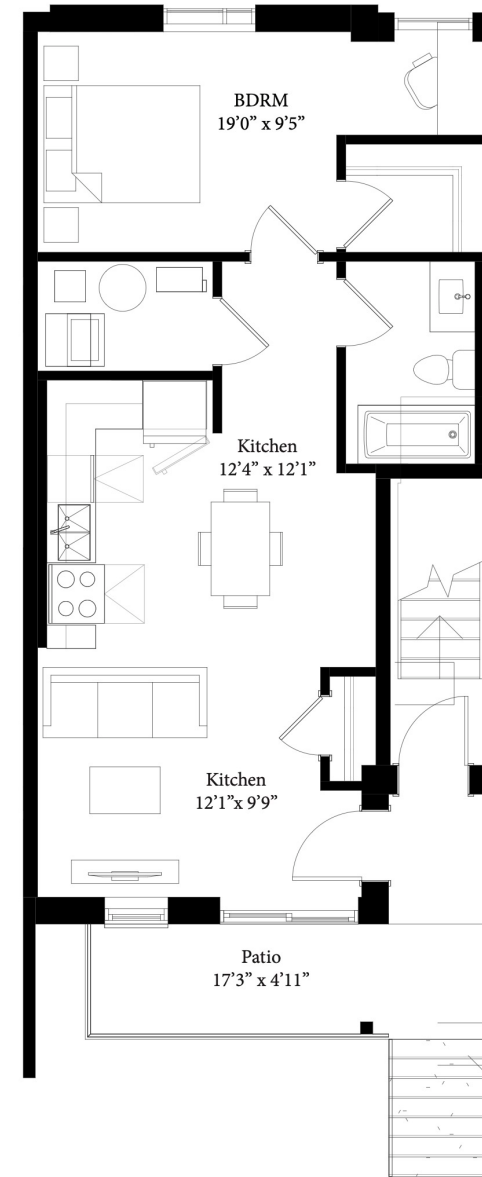 BDRM
19’0” x 9’5”
Kitchen
12’4” x 12’1”
Kitchen
12’1”x 9’9”
Patio
17’3” x 4’11”